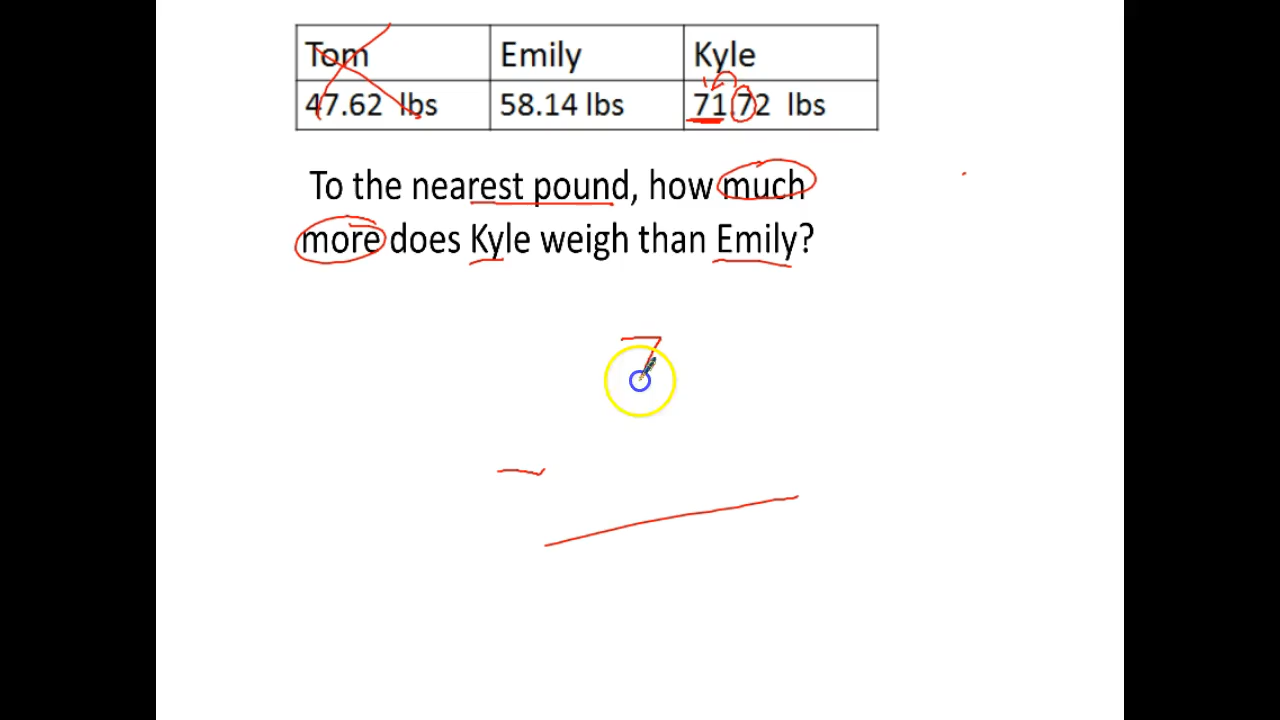 Tom Emily Kyle
47.62 lbs 58.14 lbs 71.72 lbs
To the nearest pound, how much
more does Kyle weigh than Emily?
7